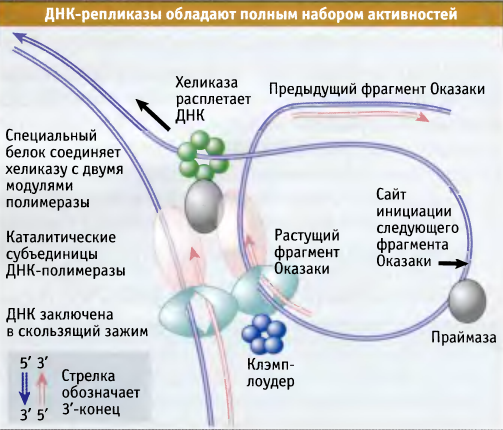 ДНК-репликазы обладают полным набором активностей
Хеликаза
расплетает
ДНК
Предыдущий фрагмент Оказаки
Специальный
белок соединяет
хеликазу с двумя
модулями
полимеразы
Сайт
инициации
следующего
фрагмента
Оказаки
Каталитические
субъединицы
ДНК-полимеразы
Растущий
фрагмент
Оказаки
ДНК заключена
в скользящий зажим
Праймаза
Клэмп-
лоудер
5′ 3′
3′ 5′
Стрелка
обозначает
3′-конец